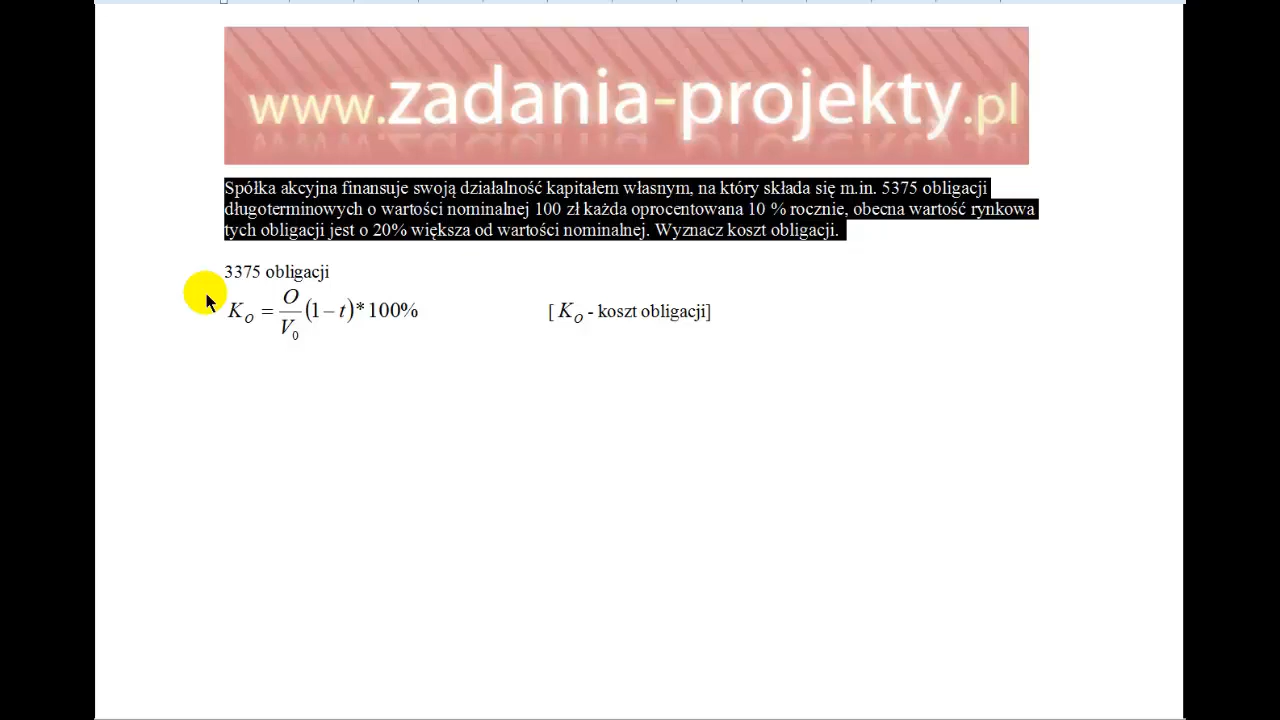 www.zadania-projekty.pl
Spółka akcyjna finansuje swoją działalność kapitałem własnym, na który składa się m.in. 5375 obligacji
długoterminowych o wartości nominalnej 100 zł każda oprocentowana 10 % rocznie, obecna wartość rynkowa
tych obligacji jest o 20% większa od wartości nominalnej. Wyznacz koszt obligacji.
3375 obligacji
K_O = O/V_0 (1 – t)*100% [ K_O - koszt obligacji]